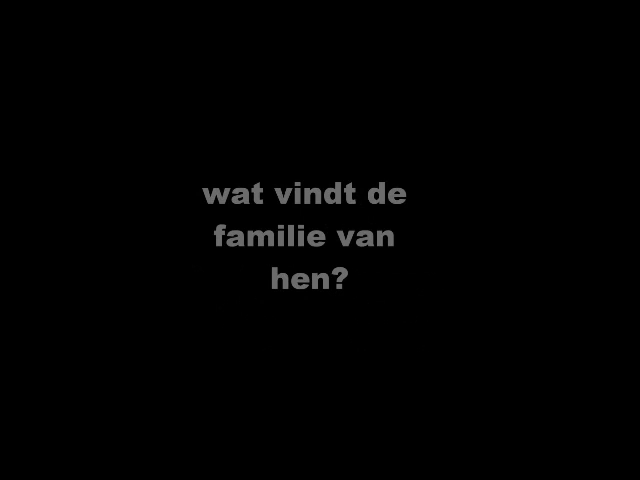 wat vindt de
familie van
hen?